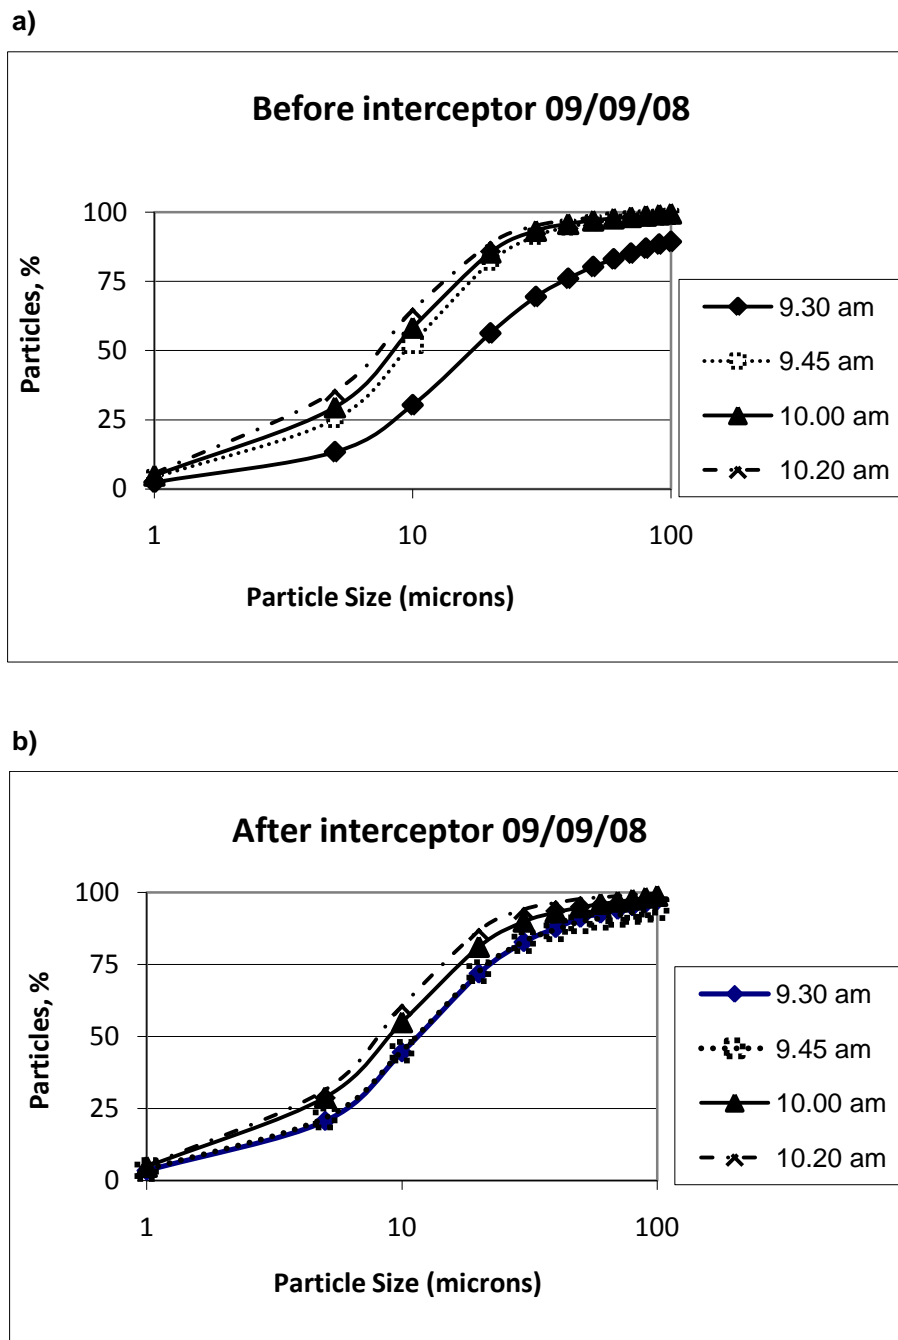 a)
Before interceptor 09/09/08
100
75
50
25
0
Particles, %
1 10 100
Particle Size (microns)
9.30 am
9.45 am
10.00 am
10.20 am
b)
After interceptor 09/09/08
100
75
50
25
0
Particles, %
1 10 100
Particle Size (microns)
9.30 am
9.45 am
10.00 am
10.20 am